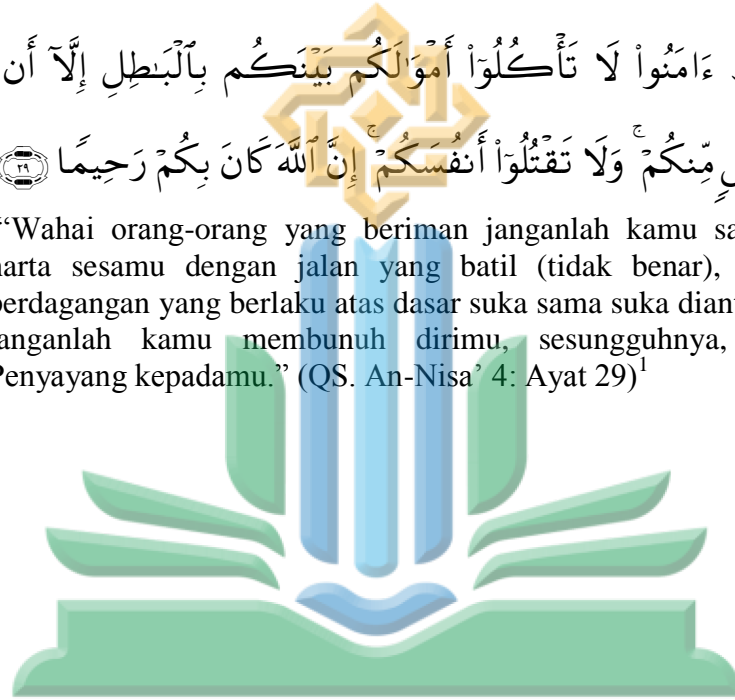 ءَامَنُواْ لَا تَأۡكُلُوٓاْ أَمۡوَٰلَكُم بَيۡنَكُم بِٱلۡبَٰطِلِ إِلَّآ أَن
مِّنكُمۡۚ وَلَا تَقۡتُلُوٓاْ أَنفُسَكُمۡۚ إِنَّ ٱللَّهَ كَانَ بِكُمۡ رَحِيمٗا ٢٩
“Wahai orang-orang yang beriman janganlah kamu sa
harta sesamu dengan jalan yang batil (tidak benar),
perdagangan yang berlaku atas dasar suka sama suka dian
janganlah kamu membunuh dirimu, sesungguhnya,
Penyayang kepadamu.” (QS. An-Nisa’ 4: Ayat 29)1